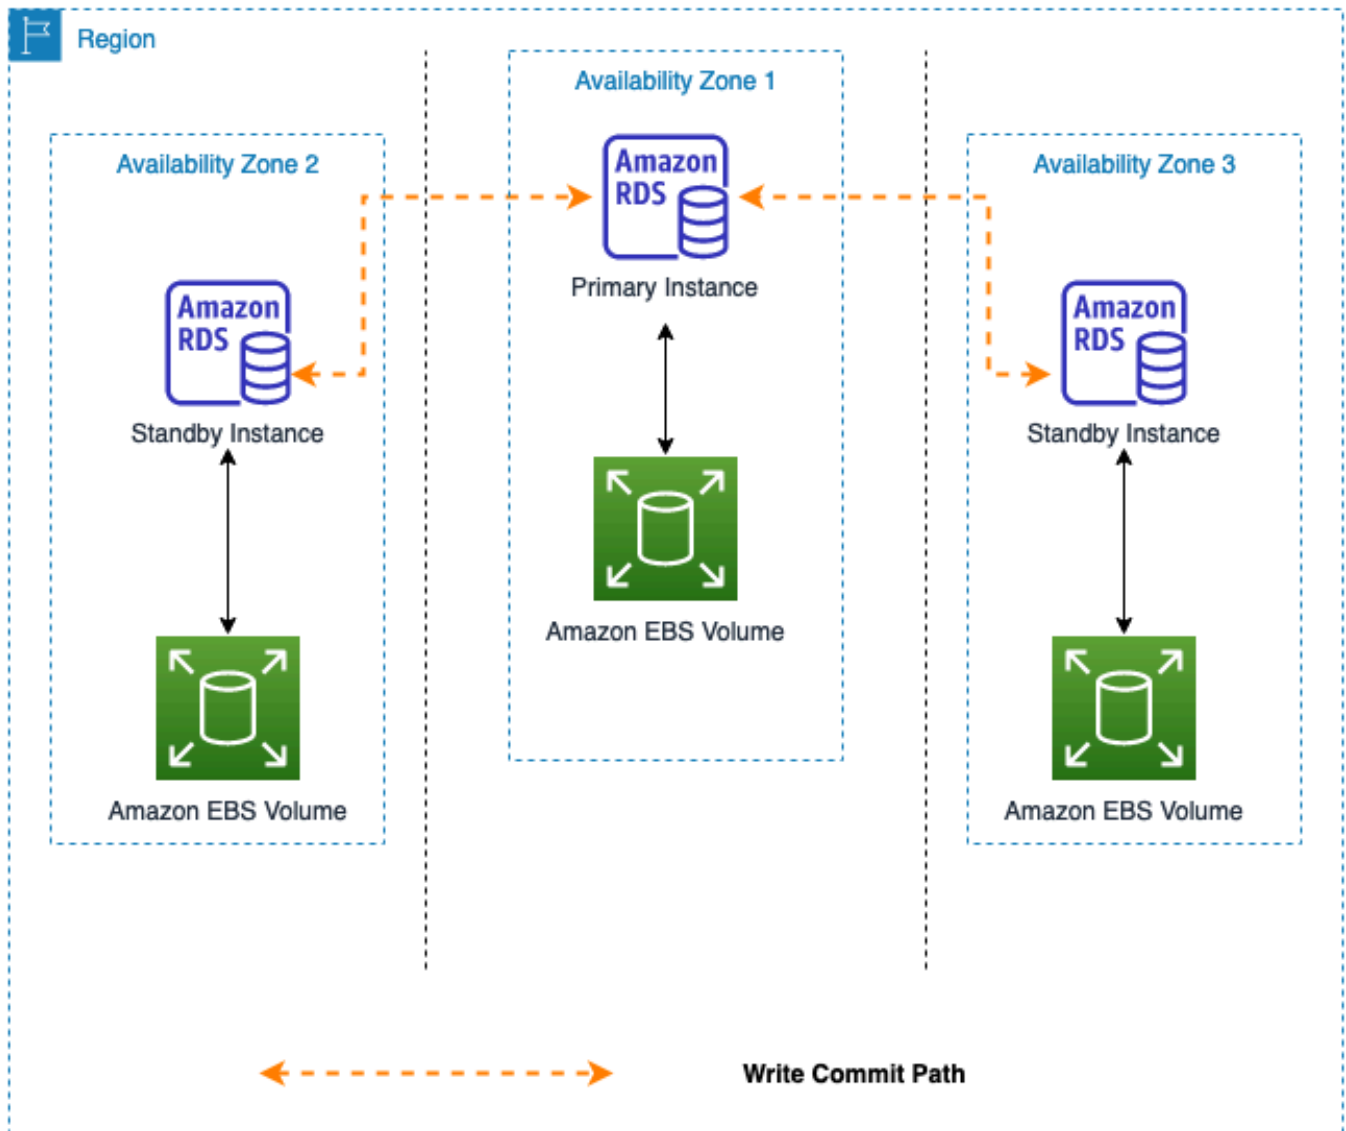 Region
Availability Zone 1
Availability Zone 2
Availability Zone 3
Amazon
RDS
Primary Instance
Amazon
RDS
Standby Instance
Amazon
RDS
Standby Instance
Amazon EBS Volume
Amazon EBS Volume
Amazon EBS Volume
Write Commit Path